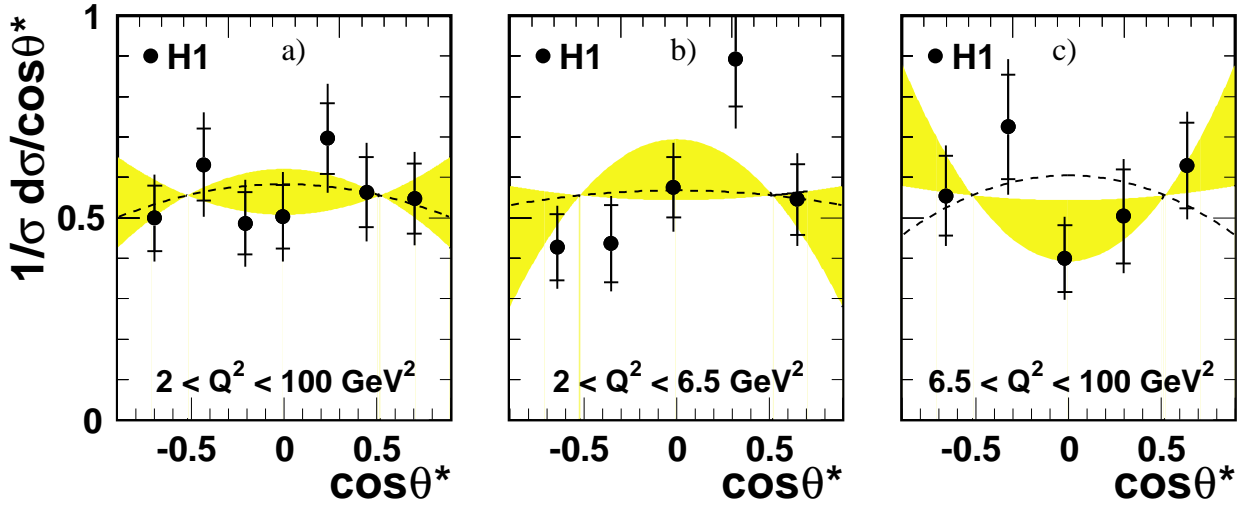 1/σ dσ/cosθ*
1
0.5
0
H1
a)
2 < Q² < 100 GeV²
-0.5 0 0.5
cosθ*
H1
b)
2 < Q² < 6.5 GeV²
-0.5 0 0.5
cosθ*
H1
c)
6.5 < Q² < 100 GeV²
-0.5 0 0.5
cosθ*